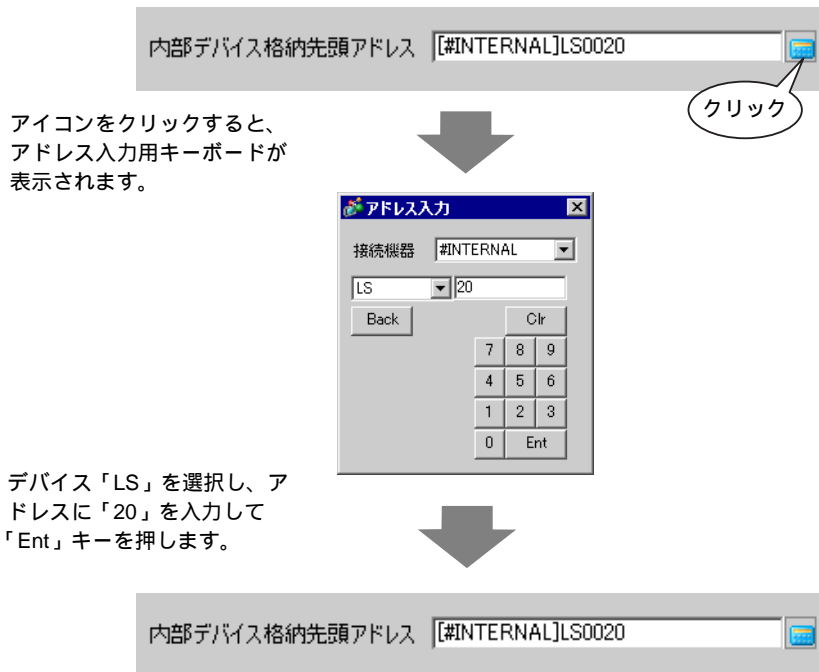 内部デバイス格納先頭アドレス [#INTERNAL]LS0020
クリック
アイコンをクリックすると、
アドレス入力用キーボードが
表示されます。
アドレス入力
接続機器 #INTERNAL
LS 20
Back Clr
7 8 9
4 5 6
1 2 3
0 Ent
デバイス「LS」を選択し、ア
ドレスに「20」を入力して
「Ent」キーを押します。
内部デバイス格納先頭アドレス [#INTERNAL]LS0020